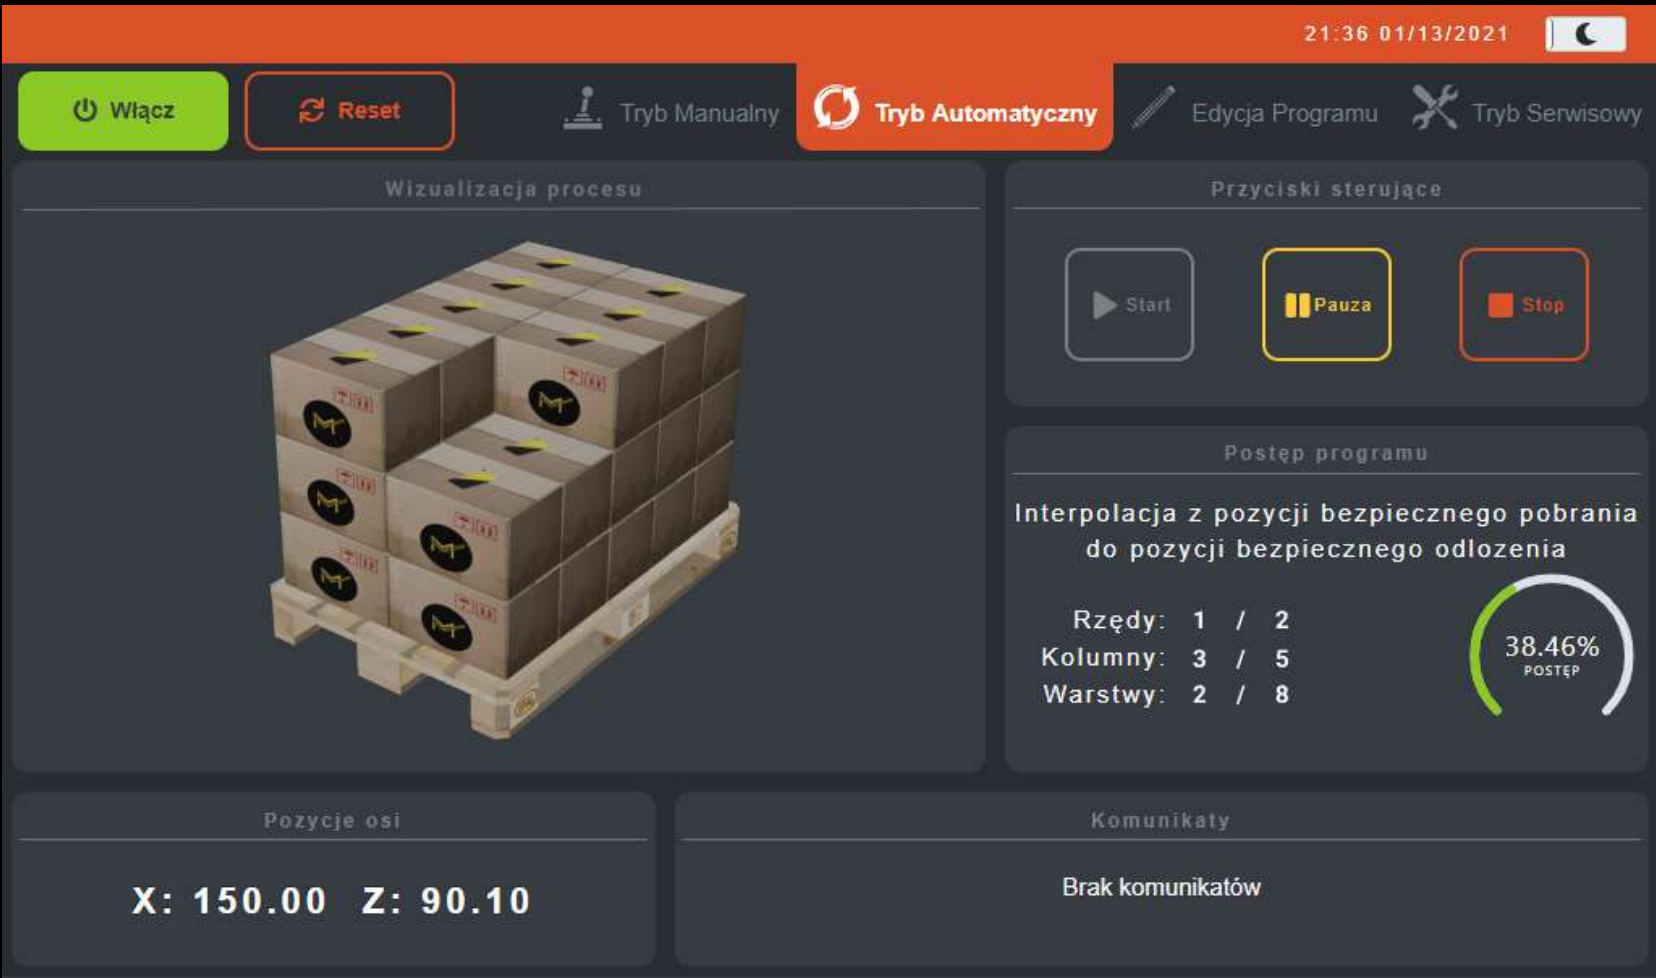 21:36 01/13/2021
Włącz
Reset
Tryb Manualny
Tryb Automatyczny
Edycja Programu
Tryb Serwisowy
Wizualizacja procesu
Przyciski sterujące
Start
Pauza
Stop
Postęp programu
Interpolacja z pozycji bezpiecznego pobrania
do pozycji bezpiecznego odlozenia
Rzędy: 1 / 2
Kolumny: 3 / 5
Warstwy: 2 / 8
38.46%
POSTĘP
Pozycje osi
X: 150.00 Z: 90.10
Komunikaty
Brak komunikatów